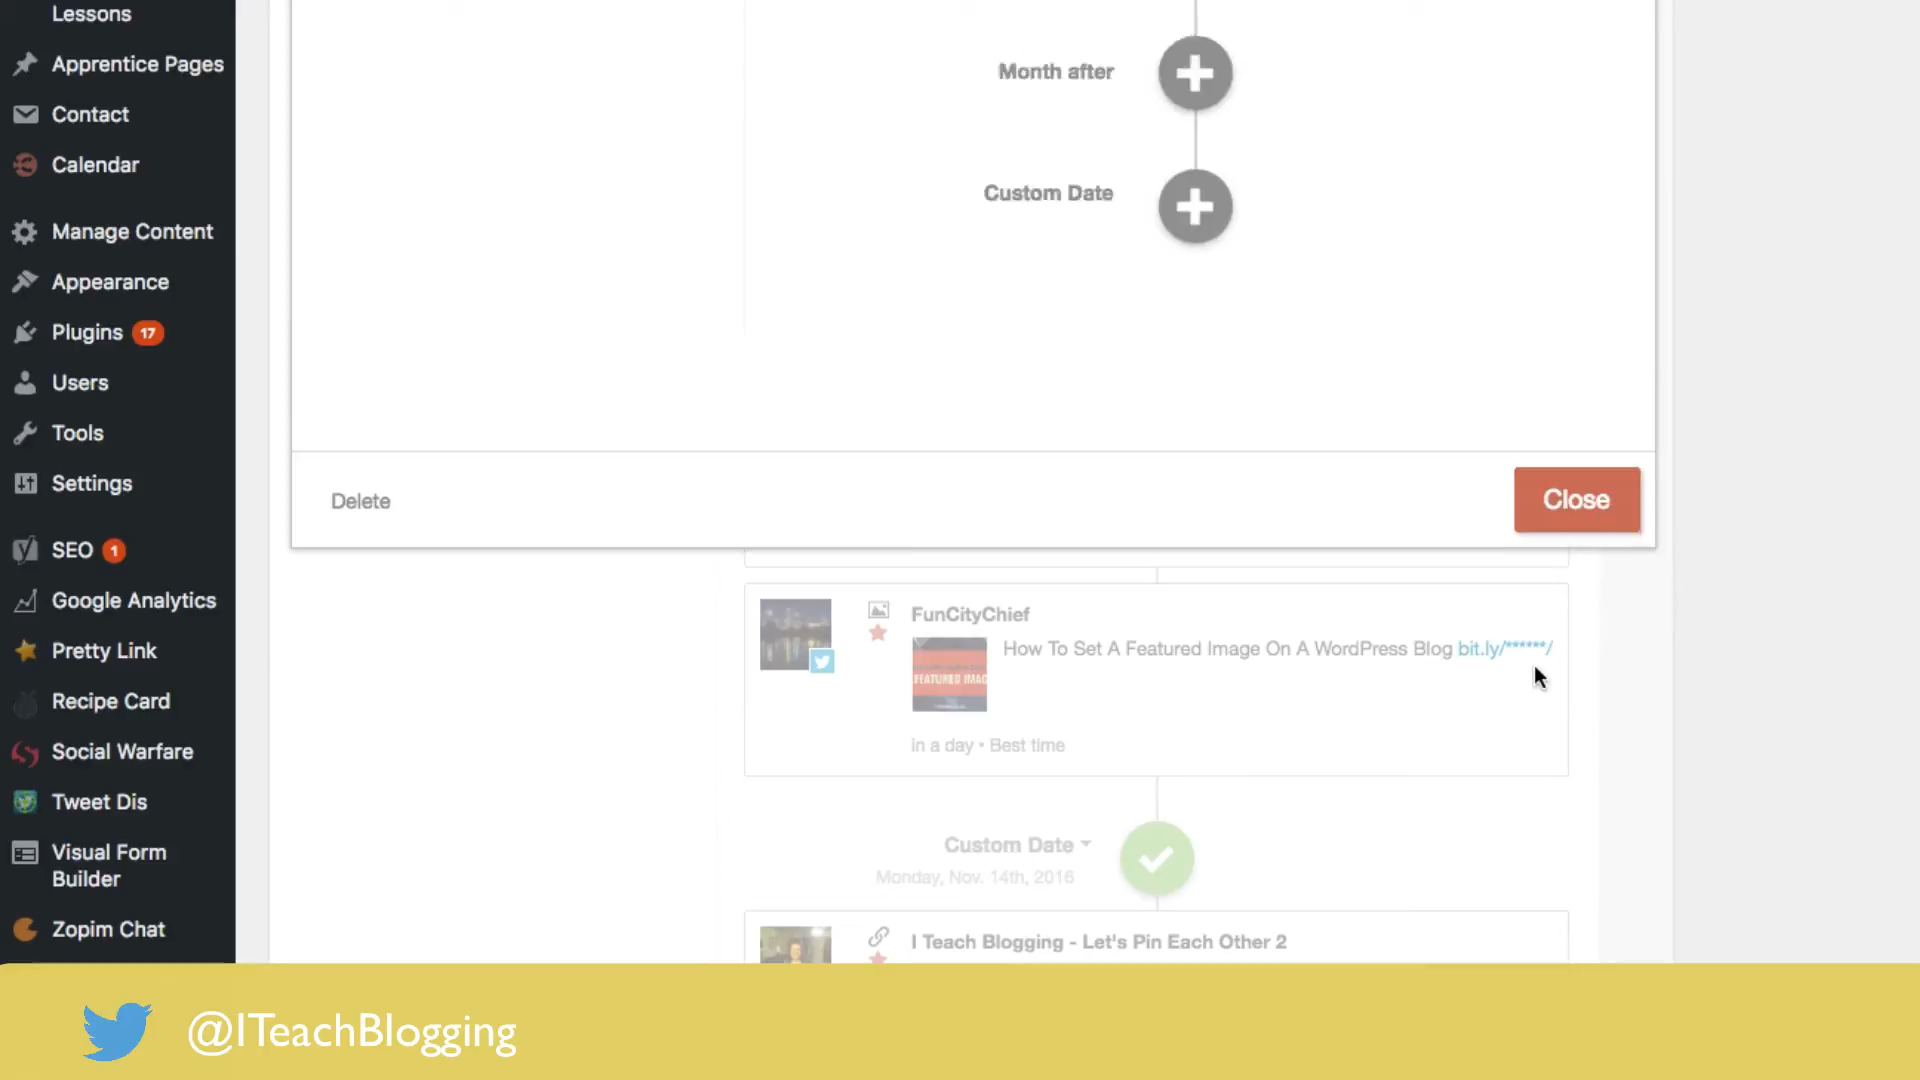 Lessons
Apprentice Pages
Contact
Calendar
Manage Content
Appearance
Plugins 17
Users
Tools
Settings
SEO 1
Google Analytics
Pretty Link
Recipe Card
Social Warfare
Tweet Dis
Visual Form
Builder
Zopim Chat
Month after
Custom Date
Delete
Close
FunCityChief
How To Set A Featured Image On A WordPress Blog bit.ly/******/
FEATURED IMAG
in a day • Best time
Custom Date
Monday, Nov. 14th, 2016
I Teach Blogging - Let's Pin Each Other 2
@ITeachBlogging